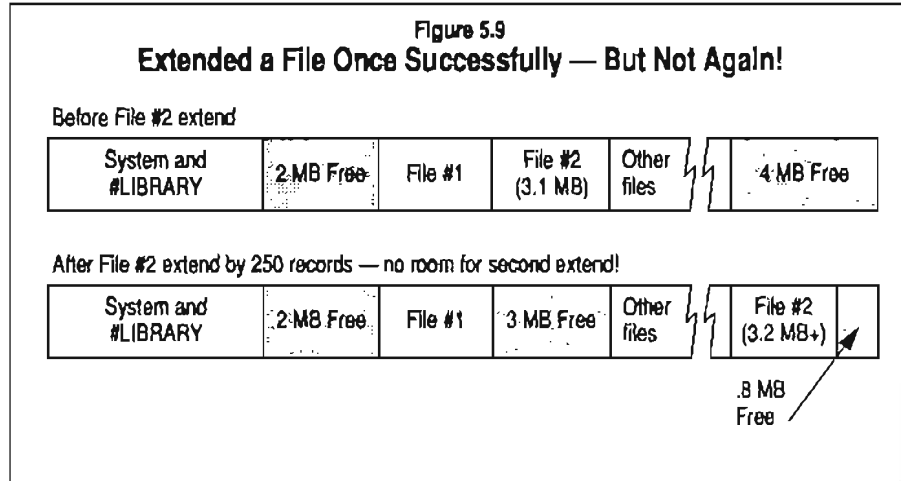 Figure 5.9
Extended a File Once Successfully — But Not Again!
Before File #2 extend
System and #LIBRARY
2 MB Free
File #1
File #2 (3.1 MB)
Other files
4 MB Free
After File #2 extend by 250 records — no room for second extend!
System and #LIBRARY
2 MB Free
File #1
3 MB Free
Other files
File #2 (3.2 MB+)
.8 MB Free